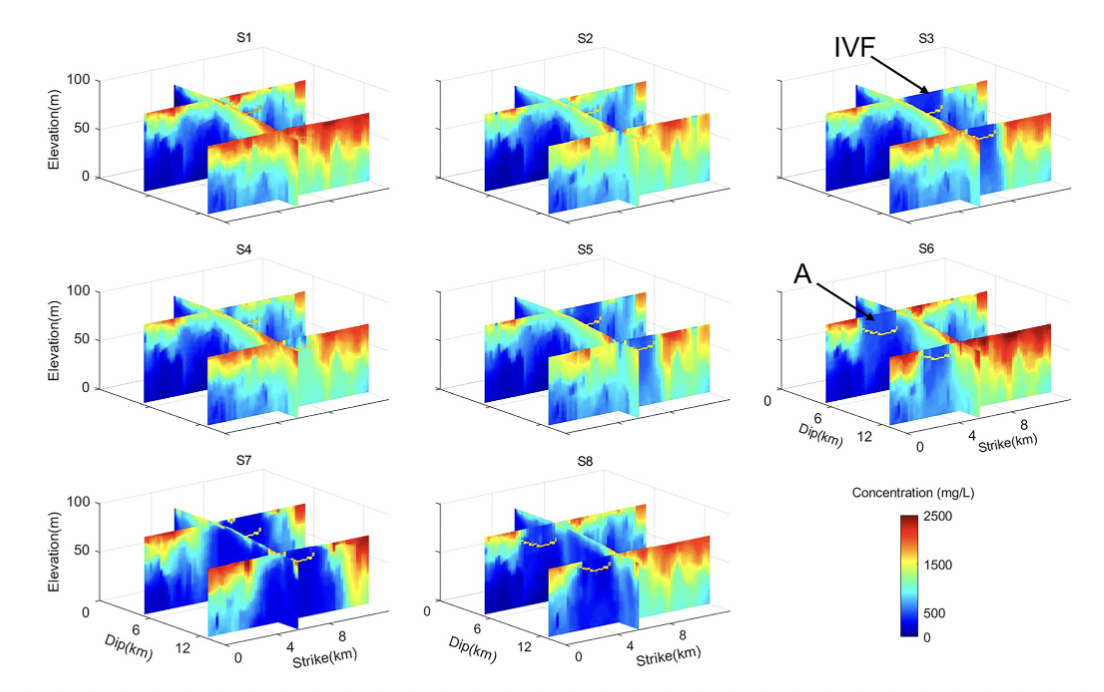 S1
S2
S3
IVF
100
50
0
Elevation(m)
S4
S5
S6
A
100
50
0
Elevation(m)
0
6
12
Dip(km)
0
4
8
Strike(km)
S7
S8
100
50
0
Elevation(m)
0
6
12
Dip(km)
0
4
8
Strike(km)
0
6
12
Dip(km)
0
4
8
Strike(km)
Concentration (mg/L)
2500
1500
500
0